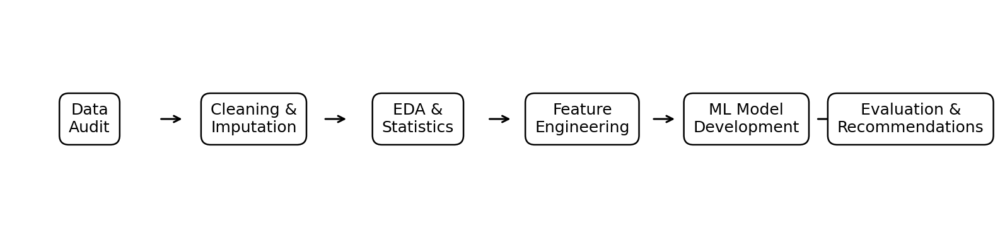 Data
Audit
Cleaning &
Imputation
EDA &
Statistics
Feature
Engineering
ML Model
Development
Evaluation &
Recommendations